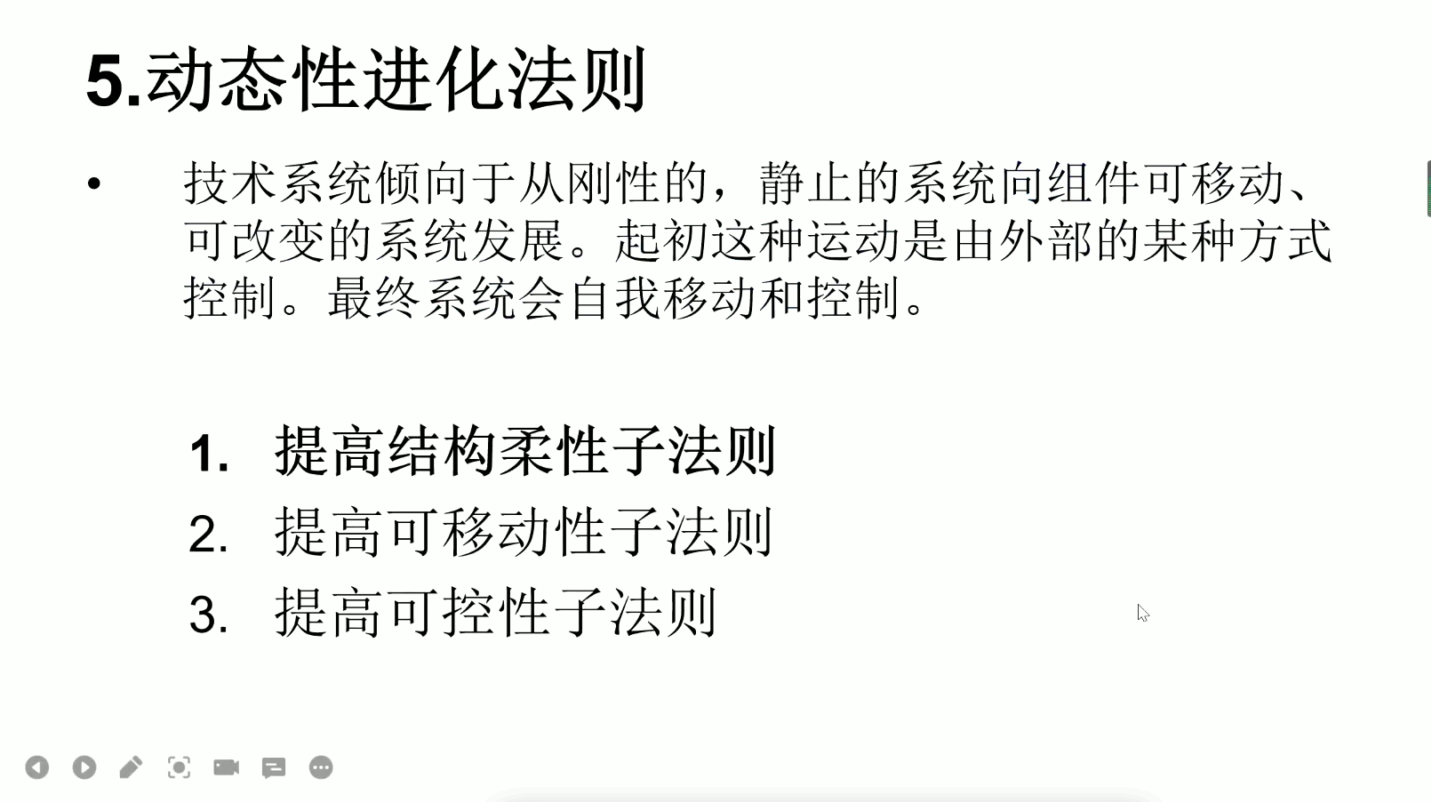 5.动态性进化法则
• 技术系统倾向于从刚性的，静止的系统向组件可移动、
可改变的系统发展。起初这种运动是由外部的某种方式
控制。最终系统会自我移动和控制。
1. 提高结构柔性子法则
2. 提高可移动性子法则
3. 提高可控性子法则